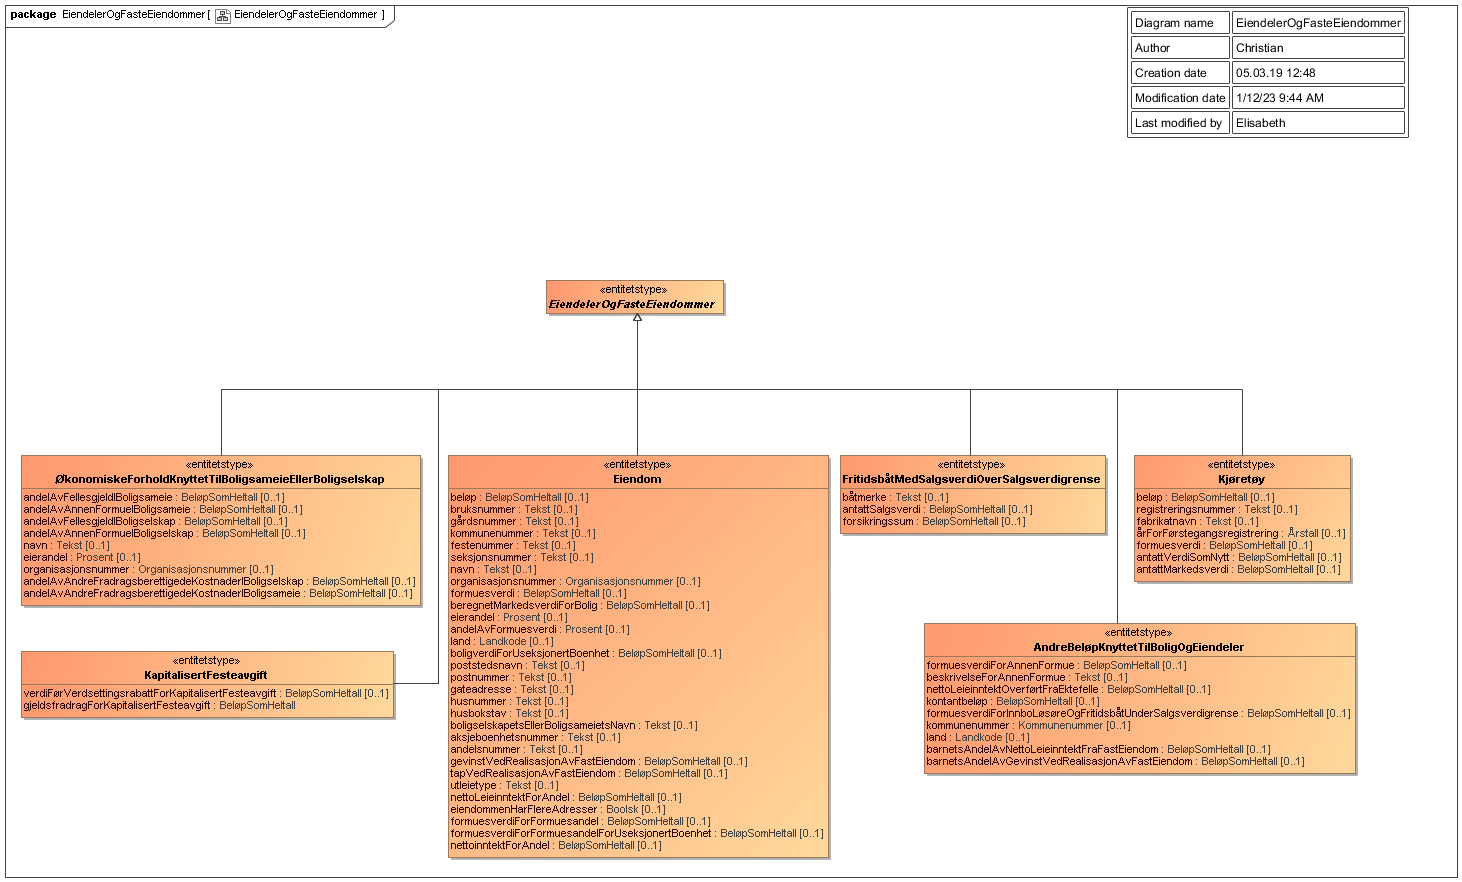 package EiendelerOgFasteEiendommer [ EiendelerOgFasteEiendommer ]
Diagram name EiendelerOgFasteEiendommer
Author Christian
Creation date 05.03.19 12:48
Modification date 1/12/23 9:44 AM
Last modified by Elisabeth
«entitetstype»
EiendelerOgFasteEiendommer
«entitetstype»
ØkonomiskeForholdKnyttetTilBoligsameieEllerBoligselskap
andelAvFellesgjeldIBoligsameie : BeløpSomHeltall [0..1]
andelAvAnnenFormueIBoligsameie : BeløpSomHeltall [0..1]
andelAvFellesgjeldIBoligselskap : BeløpSomHeltall [0..1]
andelAvAnnenFormueIBoligselskap : BeløpSomHeltall [0..1]
navn : Tekst [0..1]
eierandel : Prosent [0..1]
organisasjonsnummer : Organisasjonsnummer [0..1]
andelAvAndreFradragsberettigedeKostnaderIBoligselskap : BeløpSomHeltall [0..1]
andelAvAndreFradragsberettigedeKostnaderIBoligsameie : BeløpSomHeltall [0..1]
«entitetstype»
KapitalisertFesteavgift
verdiFørVerdsettingsrabattForKapitalisertFesteavgift : BeløpSomHeltall [0..1]
gjeldsfradragForKapitalisertFesteavgift : BeløpSomHeltall
«entitetstype»
Eiendom
beløp : BeløpSomHeltall [0..1]
bruksnummer : Tekst [0..1]
gårdsnummer : Tekst [0..1]
kommunenummer : Tekst [0..1]
festenummer : Tekst [0..1]
seksjonsnummer : Tekst [0..1]
navn : Tekst [0..1]
organisasjonsnummer : Organisasjonsnummer [0..1]
formuesverdi : BeløpSomHeltall [0..1]
beregnetMarkedsverdiForBolig : BeløpSomHeltall [0..1]
eierandel : Prosent [0..1]
andelAvFormuesverdi : Prosent [0..1]
land : Landkode [0..1]
boligverdiForUseksjonertBoenhet : BeløpSomHeltall [0..1]
poststedsnavn : Tekst [0..1]
postnummer : Tekst [0..1]
gateadresse : Tekst [0..1]
husnummer : Tekst [0..1]
husbokstav : Tekst [0..1]
boligselskapetsEllerBoligsameietsNavn : Tekst [0..1]
aksjeboenhetsnummer : Tekst [0..1]
andelsnummer : Tekst [0..1]
gevinstVedRealisasjonAvFastEiendom : BeløpSomHeltall [0..1]
tapVedRealisasjonAvFastEiendom : BeløpSomHeltall [0..1]
utleietype : Tekst [0..1]
nettoLeieinntektForAndel : BeløpSomHeltall [0..1]
eiendommenHarFlereAdresser : Boolsk [0..1]
formuesverdiForFormuesandel : BeløpSomHeltall [0..1]
formuesverdiForFormuesandelForUseksjonertBoenhet : BeløpSomHeltall [0..1]
nettoinntektForAndel : BeløpSomHeltall [0..1]
«entitetstype»
FritidsbåtMedSalgsverdiOverSalgsverdigrense
båtmerke : Tekst [0..1]
antattSalgsverdi : BeløpSomHeltall [0..1]
forsikringssum : BeløpSomHeltall [0..1]
«entitetstype»
Kjøretøy
beløp : BeløpSomHeltall [0..1]
registreringsnummer : Tekst [0..1]
fabrikatnavn : Tekst [0..1]
årForFørstegangsregistrering : Årstall [0..1]
formuesverdi : BeløpSomHeltall [0..1]
antattVerdiSomNytt : BeløpSomHeltall [0..1]
antattMarkedsverdi : BeløpSomHeltall [0..1]
«entitetstype»
AndreBeløpKnyttetTilBoligOgEiendeler
formuesverdiForAnnenFormue : BeløpSomHeltall [0..1]
beskrivelseForAnnenFormue : Tekst [0..1]
nettoLeieinntektOverførtFraEktefelle : BeløpSomHeltall [0..1]
kontantbeløp : BeløpSomHeltall [0..1]
formuesverdiForInnboLøsøreOgFritidsbåtUnderSalgsverdigrense : BeløpSomHeltall [0..1]
kommunenummer : Kommunenummer [0..1]
land : Landkode [0..1]
barnetsAndelAvNettoLeieinntektFraFastEiendom : BeløpSomHeltall [0..1]
barnetsAndelAvGevinstVedRealisasjonAvFastEiendom : BeløpSomHeltall [0..1]